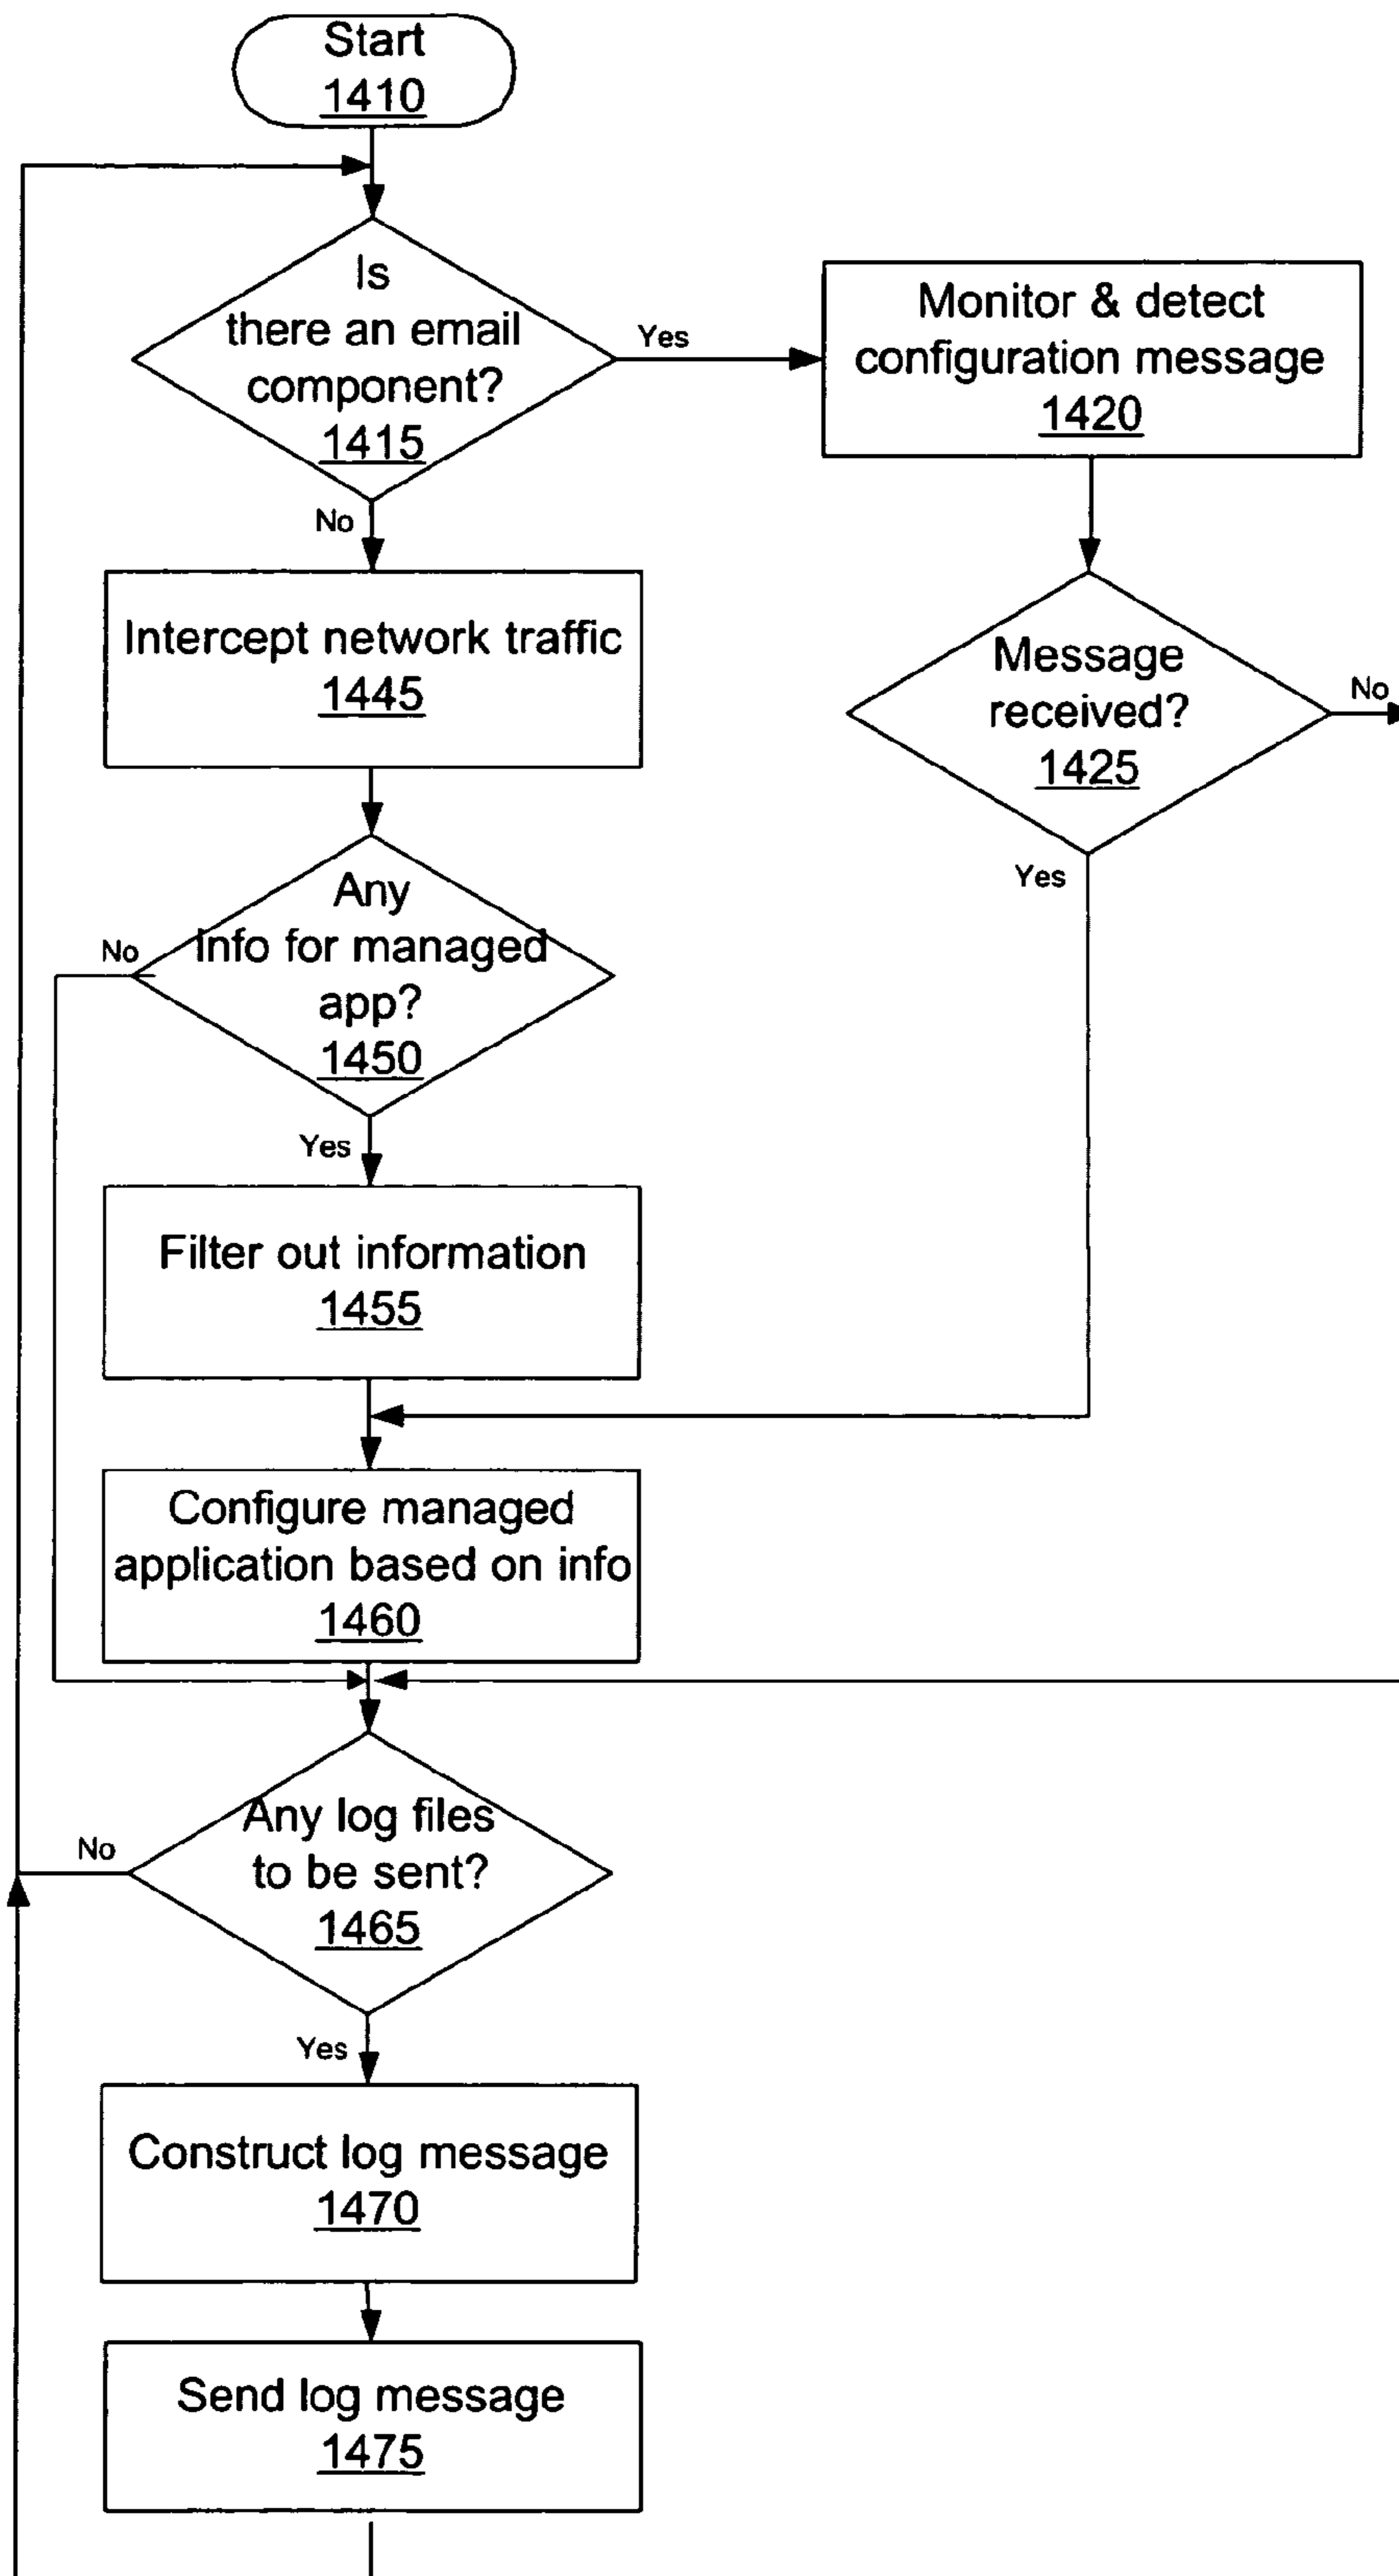 Start
1410
Is
there an email
component?
1415
Yes
No
Monitor & detect
configuration message
1420
Message
received?
1425
No
Yes
Intercept network traffic
1445
Any
info for managed
app?
1450
No
Yes
Filter out information
1455
Configure managed
application based on info
1460
Any log files
to be sent?
1465
No
Yes
Construct log message
1470
Send log message
1475